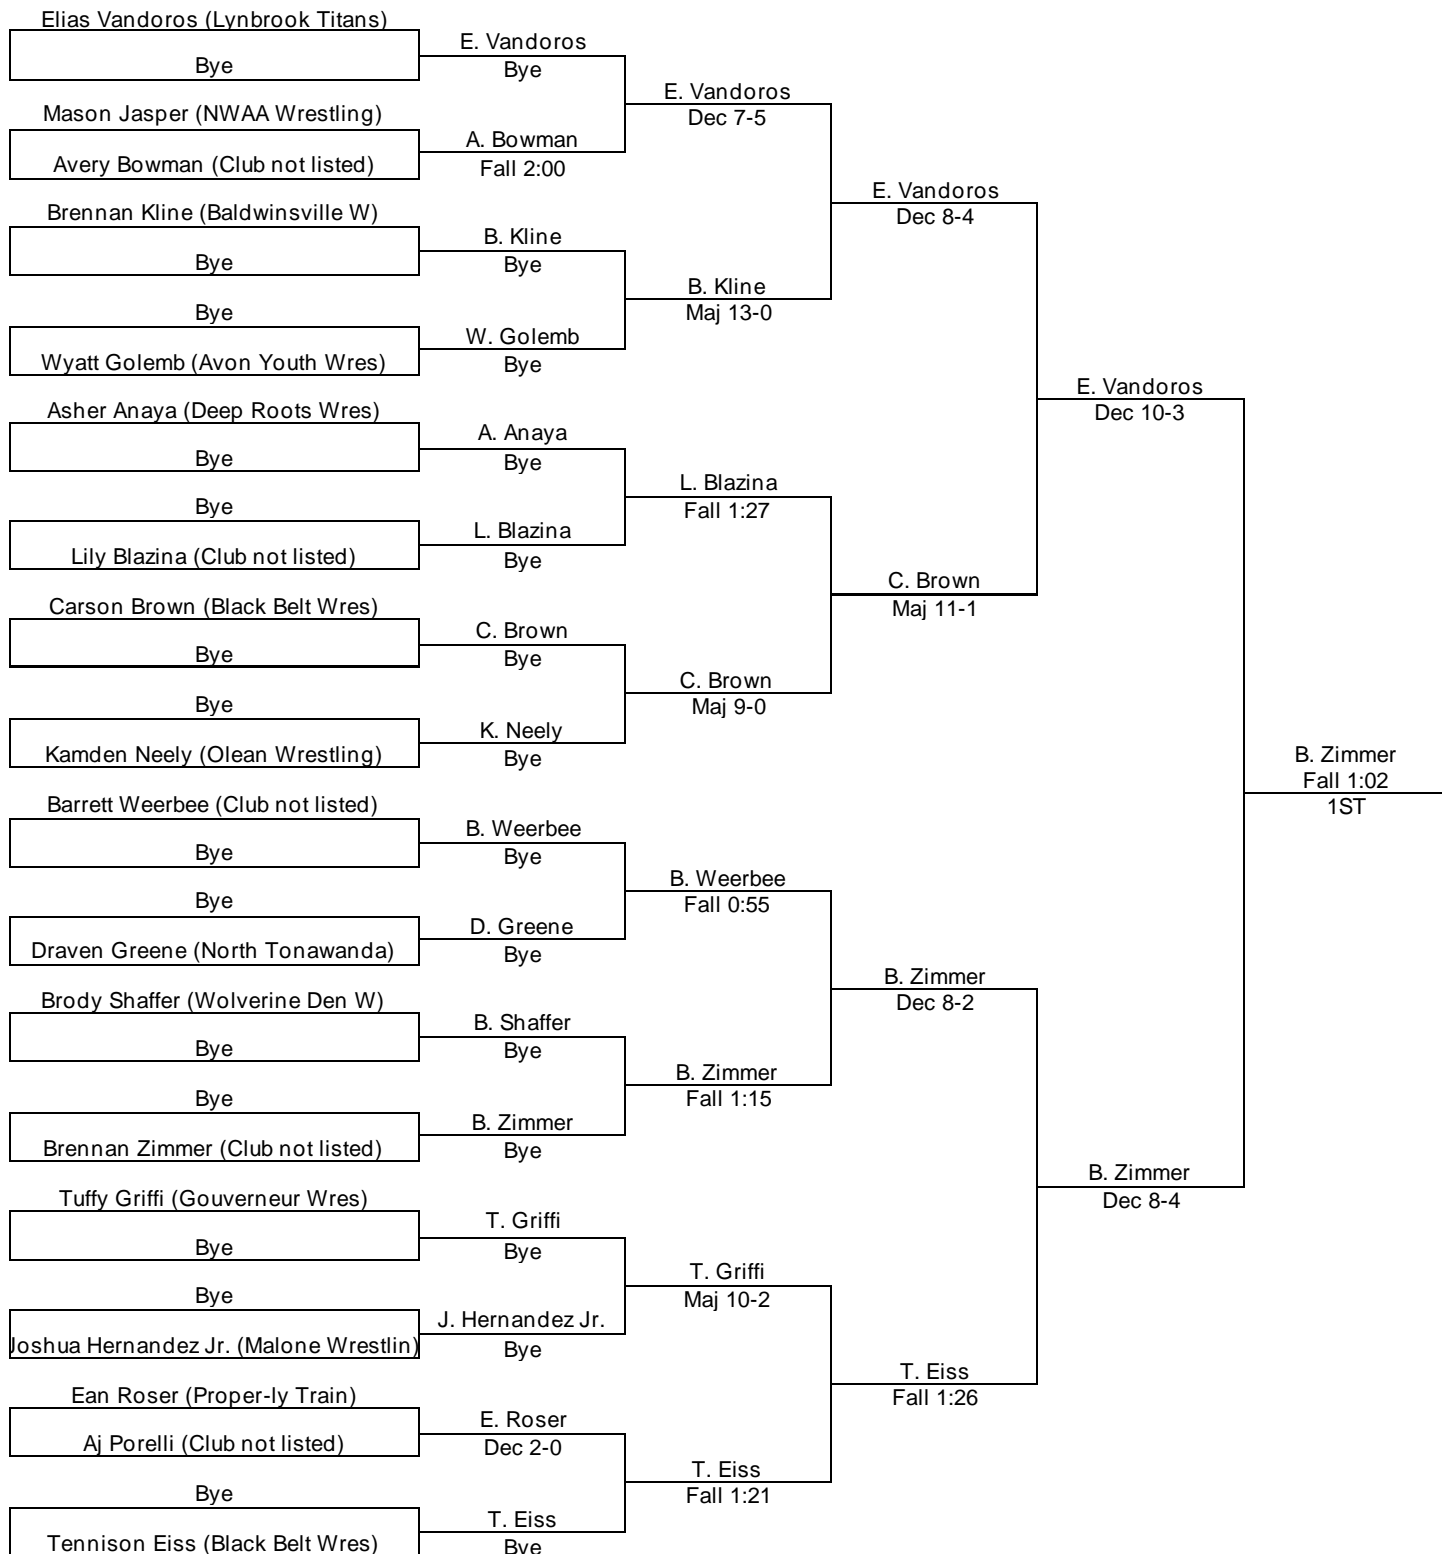 Elias Vandoros (Lynbrook Titans)
Bye
Mason Jasper (NWAA Wrestling)
Avery Bowman (Club not listed)
Brennan Kline (Baldwinsville W)
Bye
Bye
Wyatt Golemb (Avon Youth Wres)
Asher Anaya (Deep Roots Wres)
Bye
Bye
Lily Blazina (Club not listed)
Carson Brown (Black Belt Wres)
Bye
Bye
Kamden Neely (Olean Wrestling)
Barrett Weerbee (Club not listed)
Bye
Bye
Draven Greene (North Tonawanda)
Brody Shaffer (Wolverine Den W)
Bye
Bye
Brennan Zimmer (Club not listed)
Tuffy Griffi (Gouverneur Wres)
Bye
Bye
Joshua Hernandez Jr. (Malone Wrestlin)
Ean Roser (Proper-ly Train)
Aj Porelli (Club not listed)
Bye
Tennison Eiss (Black Belt Wres)
E. Vandoros
Bye
A. Bowman
Fall 2:00
B. Kline
Bye
W. Golemb
Bye
A. Anaya
Bye
L. Blazina
Bye
C. Brown
Bye
K. Neely
Bye
B. Weerbee
Bye
D. Greene
Bye
B. Shaffer
Bye
B. Zimmer
Bye
T. Griffi
Bye
J. Hernandez Jr.
Bye
E. Roser
Dec 2-0
T. Eiss
Bye
E. Vandoros
Dec 7-5
B. Kline
Maj 13-0
L. Blazina
Fall 1:27
C. Brown
Maj 9-0
B. Weerbee
Fall 0:55
B. Zimmer
Fall 1:15
T. Griffi
Maj 10-2
T. Eiss
Fall 1:21
E. Vandoros
Dec 8-4
C. Brown
Maj 11-1
B. Zimmer
Dec 8-2
T. Eiss
Fall 1:26
E. Vandoros
Dec 10-3
B. Zimmer
Dec 8-4
B. Zimmer
Fall 1:02
1ST